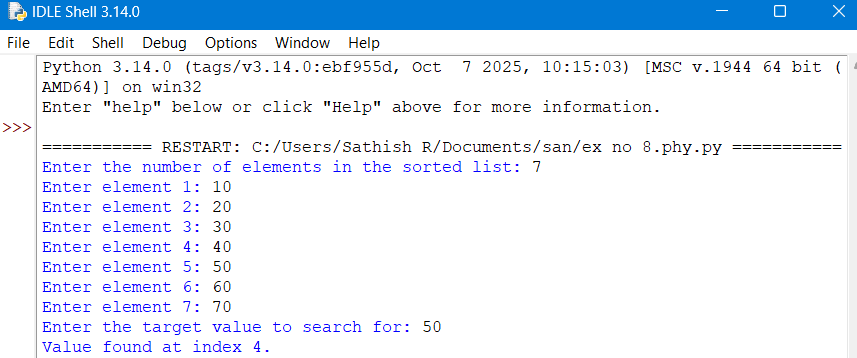 IDLE Shell 3.14.0
File Edit Shell Debug Options Window Help
Python 3.14.0 (tags/v3.14.0:ebf955d, Oct  7 2025, 10:15:03) [MSC v.1944 64 bit (
AMD64)] on win32
Enter "help" below or click "Help" above for more information.
>>>
=========== RESTART: C:/Users/Sathish R/Documents/san/ex no 8.phy.py ===========
Enter the number of elements in the sorted list: 7
Enter element 1: 10
Enter element 2: 20
Enter element 3: 30
Enter element 4: 40
Enter element 5: 50
Enter element 6: 60
Enter element 7: 70
Enter the target value to search for: 50
Value found at index 4.